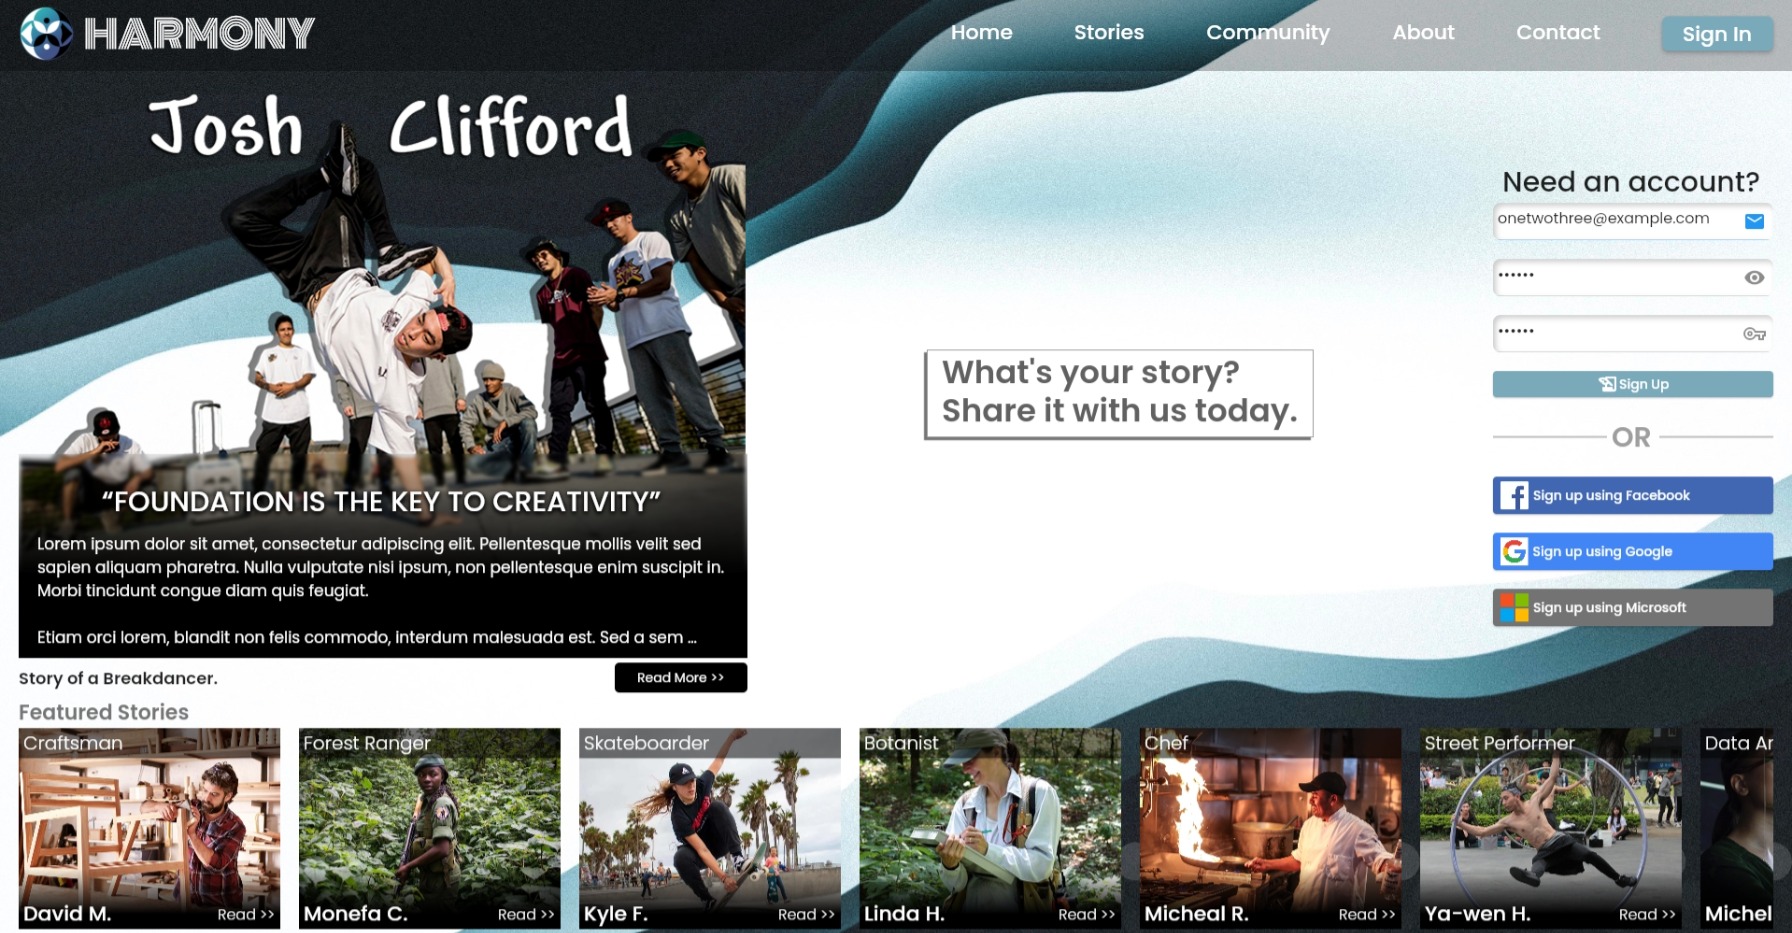 HARMONY
Home
Stories
Community
About
Contact
Sign In
Josh Clifford
“FOUNDATION IS THE KEY TO CREATIVITY”
Lorem ipsum dolor sit amet, consectetur adipiscing elit. Pellentesque mollis velit sed
sapien aliquam pharetra. Nulla vulputate nisi ipsum, non pellentesque enim suscipit in.
Morbi tincidunt congue diam quis feugiat.
Etiam orci lorem, blandit non felis commodo, interdum malesuada est. Sed a sem ...
Story of a Breakdancer.
Read More >>
What's your story?
Share it with us today.
Need an account?
onetwothree@example.com
••••••
••••••
Sign Up
OR
Sign up using Facebook
Sign up using Google
Sign up using Microsoft
Featured Stories
Craftsman
David M.
Read >>
Forest Ranger
Monefa C.
Read >>
Skateboarder
Kyle F.
Read >>
Botanist
Linda H.
Read >>
Chef
Micheal R.
Read >>
Street Performer
Ya-wen H.
Read >>
Data Ar
Michel